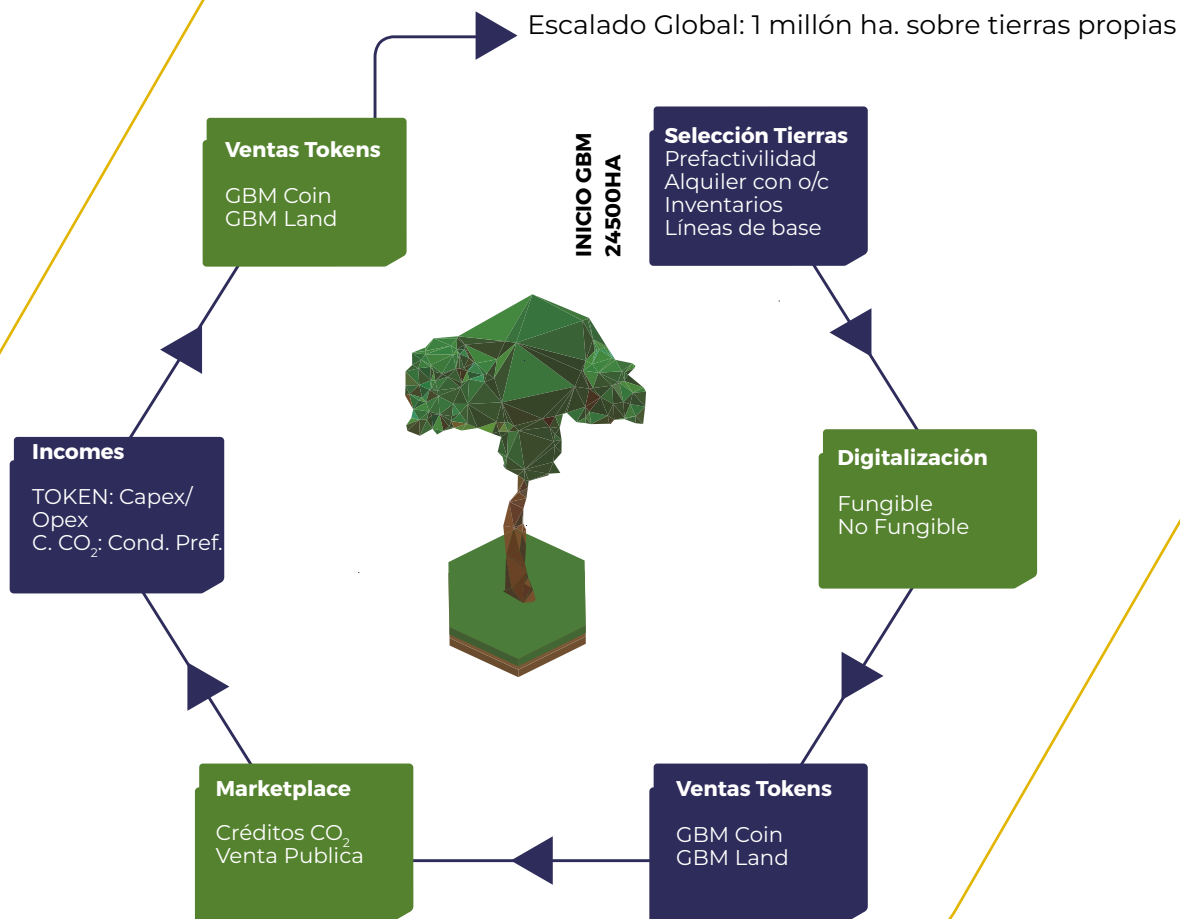 Escalado Global: 1 millón ha. sobre tierras propias
INICIO GBM
24500HA
Selección Tierras
Prefactivilidad
Alquiler con o/c
Inventarios
Líneas de base
Digitalización
Fungible
No Fungible
Ventas Tokens
GBM Coin
GBM Land
Marketplace
Créditos CO₂
Venta Publica
Incomes
TOKEN: Capex/
Opex
C. CO₂: Cond. Pref.
Ventas Tokens
GBM Coin
GBM Land